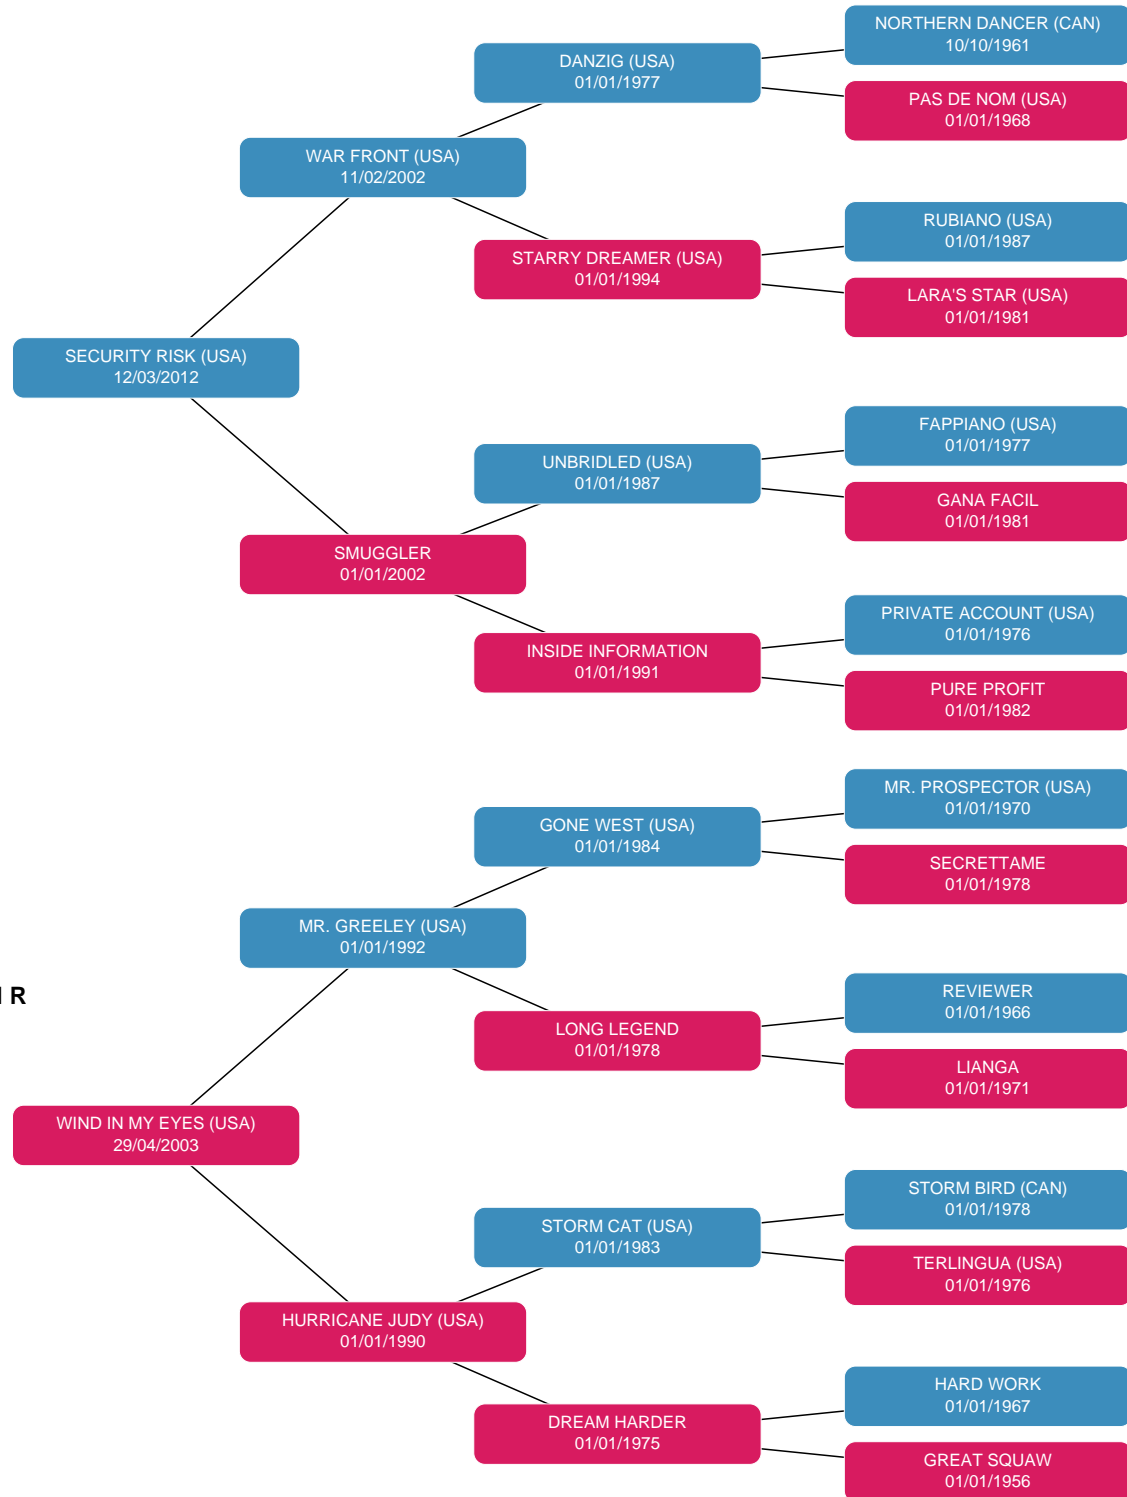 NORTHERN DANCER (CAN)
10/10/1961
DANZIG (USA)
01/01/1977
PAS DE NOM (USA)
01/01/1968
WAR FRONT (USA)
11/02/2002
RUBIANO (USA)
01/01/1987
STARRY DREAMER (USA)
01/01/1994
LARA'S STAR (USA)
01/01/1981
SECURITY RISK (USA)
12/03/2012
FAPPIANO (USA)
01/01/1977
UNBRIDLED (USA)
01/01/1987
GANA FACIL
01/01/1981
SMUGGLER
01/01/2002
PRIVATE ACCOUNT (USA)
01/01/1976
INSIDE INFORMATION
01/01/1991
PURE PROFIT
01/01/1982
MR. PROSPECTOR (USA)
01/01/1970
GONE WEST (USA)
01/01/1984
SECRETTAME
01/01/1978
MR. GREELEY (USA)
01/01/1992
R
REVIEWER
01/01/1966
LONG LEGEND
01/01/1978
LIANGA
01/01/1971
WIND IN MY EYES (USA)
29/04/2003
STORM BIRD (CAN)
01/01/1978
STORM CAT (USA)
01/01/1983
TERLINGUA (USA)
01/01/1976
HURRICANE JUDY (USA)
01/01/1990
HARD WORK
01/01/1967
DREAM HARDER
01/01/1975
GREAT SQUAW
01/01/1956